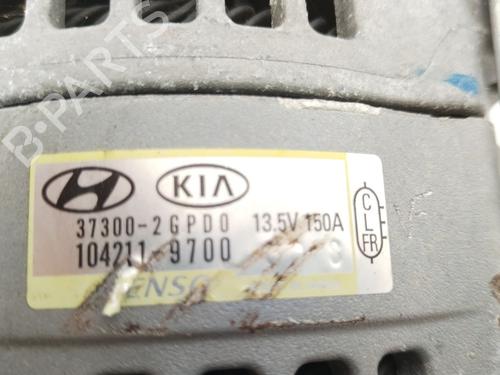 B-PARTS
KIA
37300-2GPD0 13.5V 150A
104211-9700
DENSO
C
L
FR